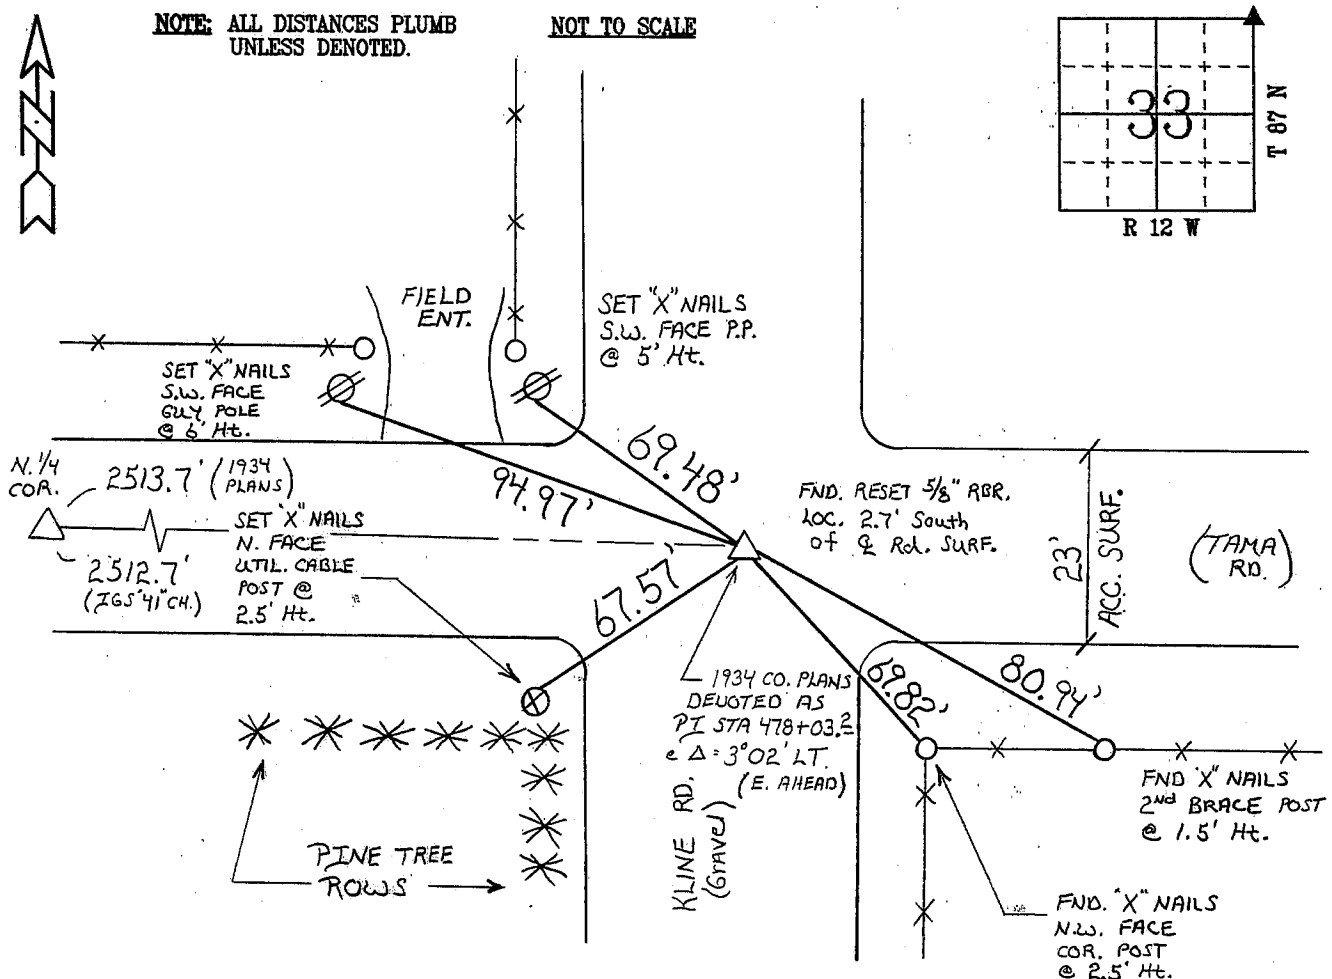 NOTE: ALL DISTANCES PLUMB
UNLESS DENOTED.
NOT TO SCALE
N
33
T 87 N
R 12 W
FIELD
ENT.
SET "X" NAILS
S.W. FACE P.P.
@ 5' Ht.
SET "X" NAILS
S.W. FACE
GUY POLE
@ 6' Ht.
69.48'
94.97'
N. 1/4
COR.
2513.7' (1934
PLANS)
2512.7'
(IGS '41" CH.)
SET "X" NAILS
N. FACE
UTIL. CABLE
POST @
2.5' Ht.
FND. RESET 5/8" RBR.
LOC. 2.7' South
of ℄ Rd. SURF.
23'
ACC. SURF.
(TAMA
RD.)
67.57'
69.82'
80.94'
1934 CO. PLANS
DEUOTED AS
PI STA 478+03.2
@ Δ = 3°02' LT.
(E. AHEAD)
KLINE RD.
(Gravel)
PINE TREE
ROWS
FND "X" NAILS
2nd BRACE POST
@ 1.5' Ht.
FND. "X" NAILS
N.W. FACE
COR. POST
@ 2.5' Ht.